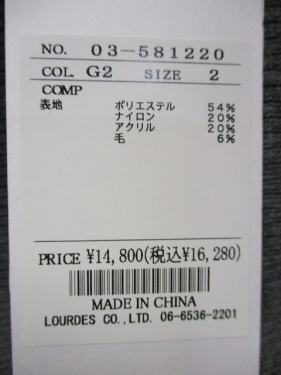 NO. 03-581220
COL. G2 SIZE 2
COMP
表地 ポリエステル 54%
ナイロン 20%
アクリル 20%
毛 6%
PRICE ¥14,800(税込¥16,280)
MADE IN CHINA
LOURDES CO.,LTD. 06-6536-2201